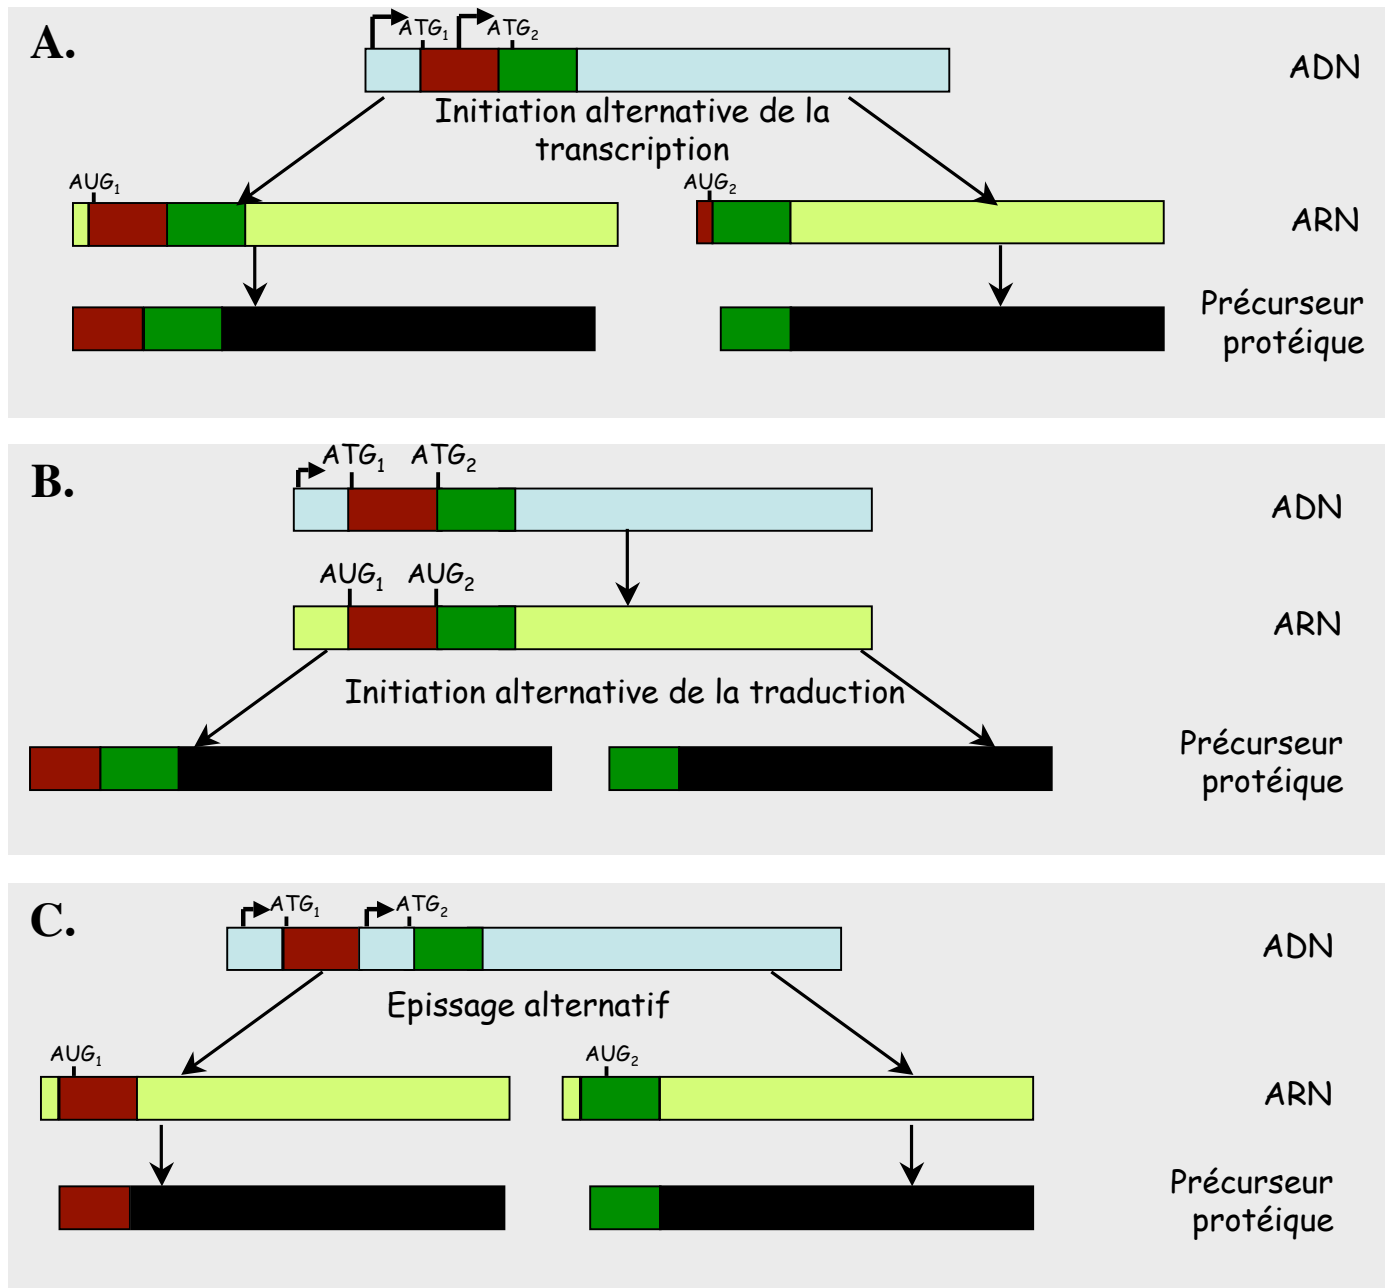 A.
ATG1
ATG2
ADN
Initiation alternative de la
transcription
AUG1
AUG2
ARN
Précurseur
protéique
B.
ATG1
ATG2
ADN
AUG1
AUG2
ARN
Initiation alternative de la traduction
Précurseur
protéique
C.
ATG1
ATG2
ADN
Epissage alternatif
AUG1
AUG2
ARN
Précurseur
protéique